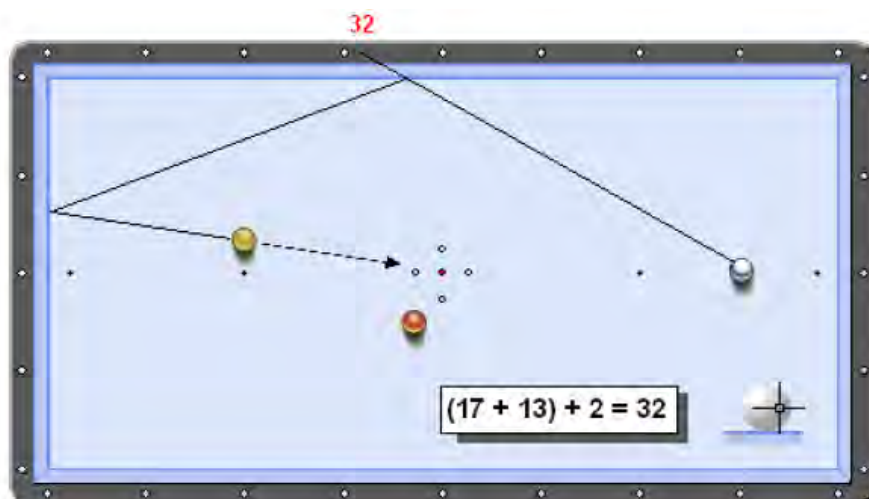 32
(17 + 13) + 2 = 32